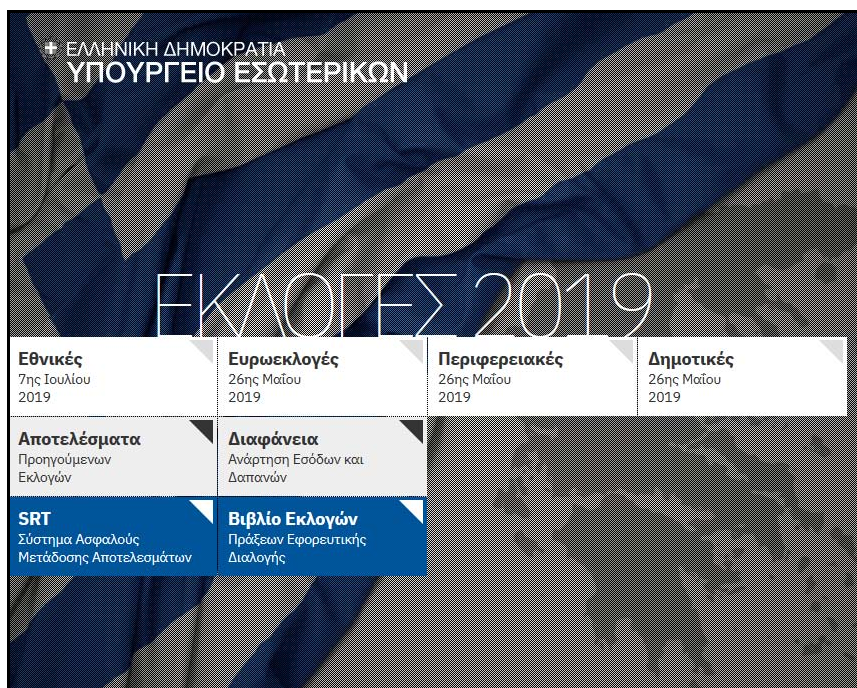 ΕΛΛΗΝΙΚΗ ΔΗΜΟΚΡΑΤΙΑ
ΥΠΟΥΡΓΕΙΟ ΕΣΩΤΕΡΙΚΩΝ
ΕΚΛΟΓΕΣ 2019
Εθνικές
7ης Ιουλίου
2019
Ευρωεκλογές
26ης Μαΐου
2019
Περιφερειακές
26ης Μαΐου
2019
Δημοτικές
26ης Μαΐου
2019
Αποτελέσματα
Προηγούμενων
Εκλογών
Διαφάνεια
Ανάρτηση Εσόδων και
Δαπανών
SRT
Σύστημα Ασφαλούς
Μετάδοσης Αποτελεσμάτων
Βιβλίο Εκλογών
Πράξεων Εφορευτικής
Διαλογής